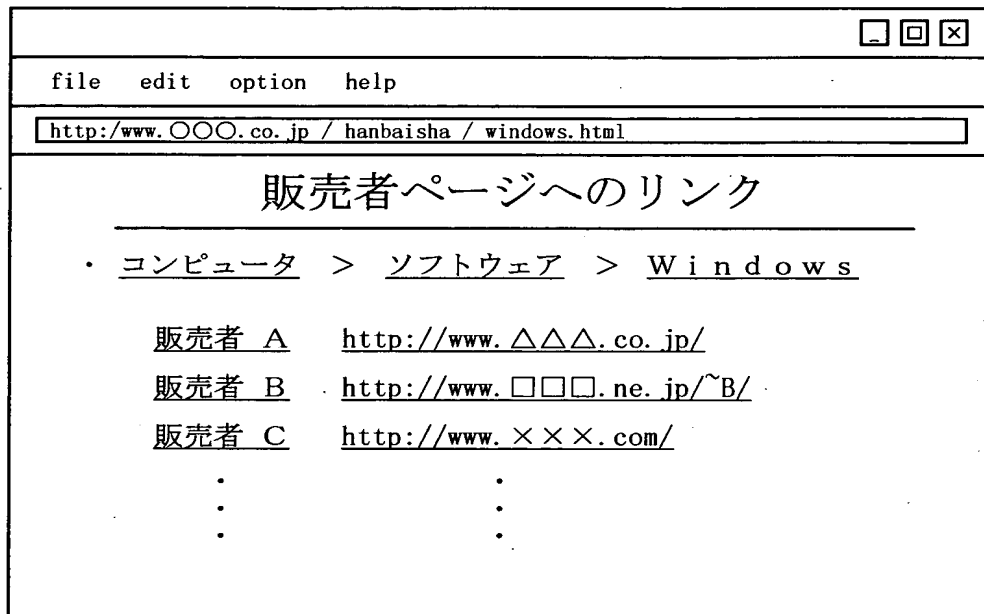 file edit option help
http:/www.○○○.co.jp / hanbaisha / windows.html
販売者ページへのリンク
・ コンピュータ > ソフトウェア > Windows
販売者 A http://www.△△△.co.jp/
販売者 B http://www.□□□.ne.jp/~B/
販売者 C http://www.×××.com/